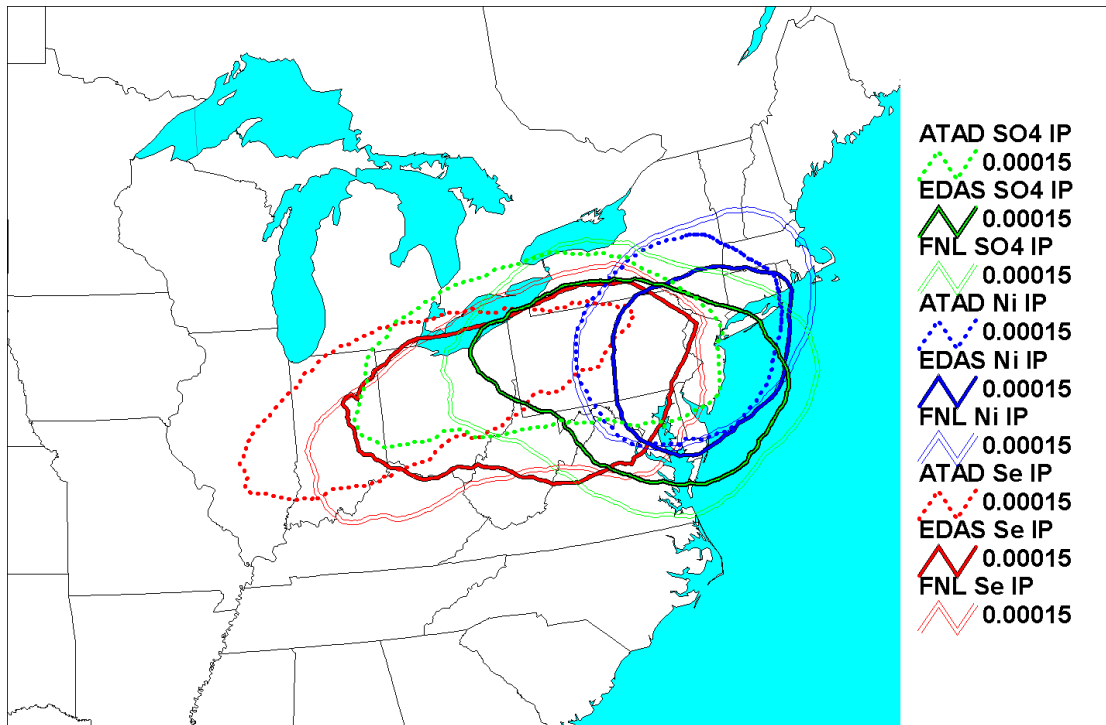 ATAD SO4 IP
0.00015
EDAS SO4 IP
0.00015
FNL SO4 IP
0.00015
ATAD Ni IP
0.00015
EDAS Ni IP
0.00015
FNL Ni IP
0.00015
ATAD Se IP
0.00015
EDAS Se IP
0.00015
FNL Se IP
0.00015